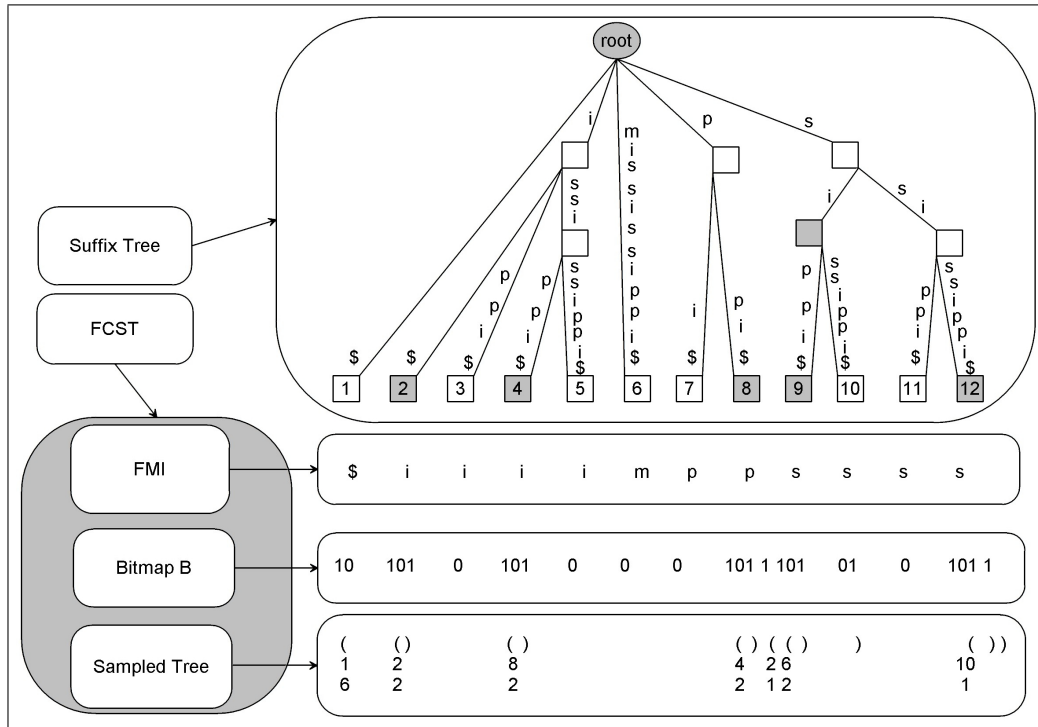 root
i
m
i
s
s
i
s
s
i
p
p
i
$
p
s
s
s
i
i
s
i
p
p
i
$
p
p
i
$
s
s
i
p
p
i
$
i
$
p
i
$
p
p
i
$
s
s
i
p
p
i
$
p
p
i
$
s
s
i
p
p
i
$
$
$
1 2 3 4 5 6 7 8 9 10 11 12
Suffix Tree
FCST
FMI
$ i i i i m p p s s s s
Bitmap B
10 101 0 101 0 0 0 101 1 101 01 0 101 1
Sampled Tree
( ( ) ( ) ( ) ( ( ) ) ( ) )
1 2 8 4 2 6 10
6 2 2 2 1 2 1